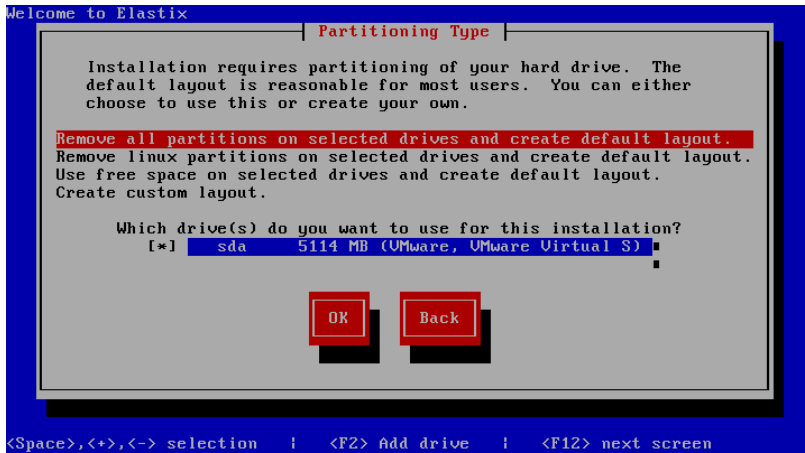 Welcome to Elastix
Partitioning Type
Installation requires partitioning of your hard drive. The
default layout is reasonable for most users. You can either
choose to use this or create your own.
Remove all partitions on selected drives and create default layout.
Remove linux partitions on selected drives and create default layout.
Use free space on selected drives and create default layout.
Create custom layout.
Which drive(s) do you want to use for this installation?
[*] sda 5114 MB (VMware, VMware Virtual S)
OK Back
<Space>,<+>,<-> selection | <F2> Add drive | <F12> next screen